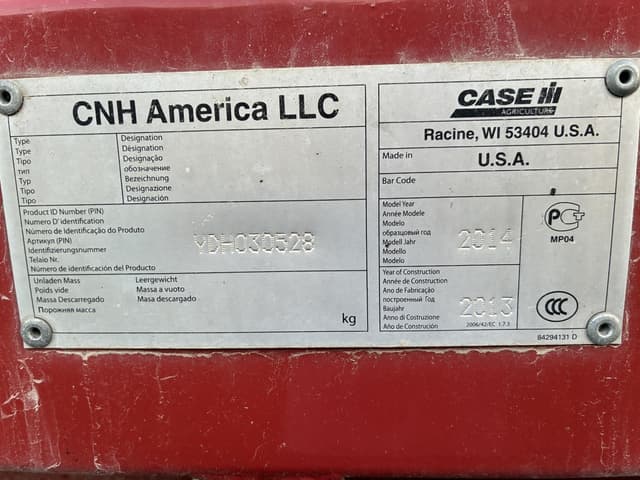 CNH America LLC
Type Designation
Type Dèsignation
Tipo Designação
тип обозначение
Typ Bezeichnung
Tipo Designazione
Tipo Designación
Product ID Number (PIN)
Numero D' identification
Número de Identificação do Produto
Артикул (PIN)
Identifizierungsnummer
Telaio Nr.
Número de identificación del Producto
YDH030528
Unladen Mass Leergewicht
Poids vide Massa a vuoto
Massa Descarregado Masa descargado
Порожняя масса
kg
CASE IH
AGRICULTURE
Racine, WI 53404 U.S.A.
Made in U.S.A.
Bar Code
Model Year
Année Modele
Modelo
образцовый год
Modell Jahr
Modello
Modelo
2014
РСТ
MP04
Year of Construction
Année de Construction
Ano de Fabricação
построенный Год
Baujahr
Anno di Costruzione
Año de Construción
2013
2006/42/EC 1.7.3
CCC
84294131 D